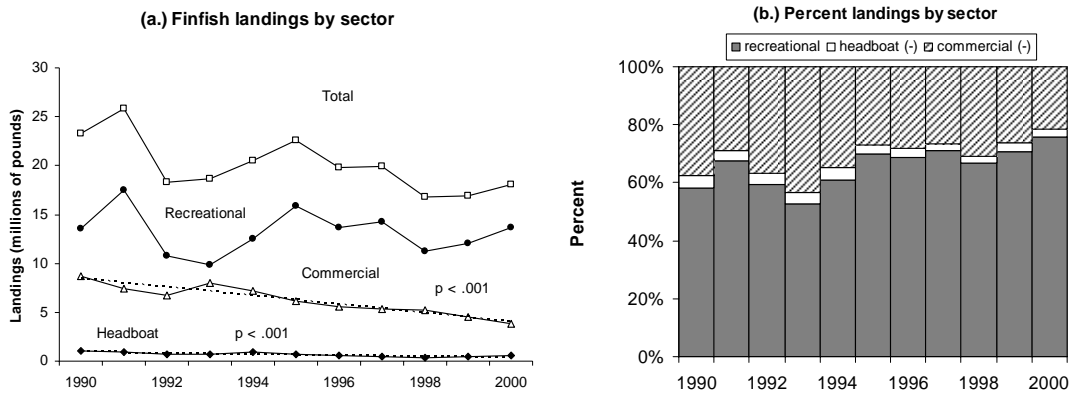 (a.) Finfish landings by sector
Landings (millions of pounds)
30
25
20
15
10
5
0
Total
Recreational
Commercial
p < .001
Headboat
p < .001
1990 1992 1994 1996 1998 2000
(b.) Percent landings by sector
recreational headboat (-) commercial (-)
Percent
100%
80%
60%
40%
20%
0%
1990 1992 1994 1996 1998 2000